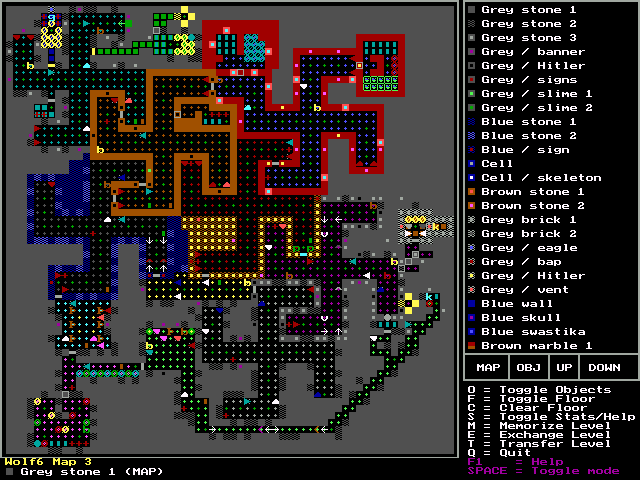 Grey stone 1
Grey stone 2
Grey stone 3
Grey / banner
Grey / Hitler
Grey / signs
Grey / slime 1
Grey / slime 2
Blue stone 1
Blue stone 2
Blue / sign
Cell
Cell / skeleton
Brown stone 1
Brown stone 2
Grey brick 1
Grey brick 2
Grey / eagle
Grey / bap
Grey / Hitler
Grey / vent
Blue wall
Blue skull
Blue swastika
Brown marble 1
MAP OBJ UP DOWN
O = Toggle Objects
F = Toggle Floor
C = Clear Floor
S = Toggle Stats/Help
M = Memorize Level
E = Exchange Level
T = Transfer Level
Q = Quit
F1 = Help
SPACE = Toggle mode
Wolf6 Map 3
Grey stone 1 (MAP)